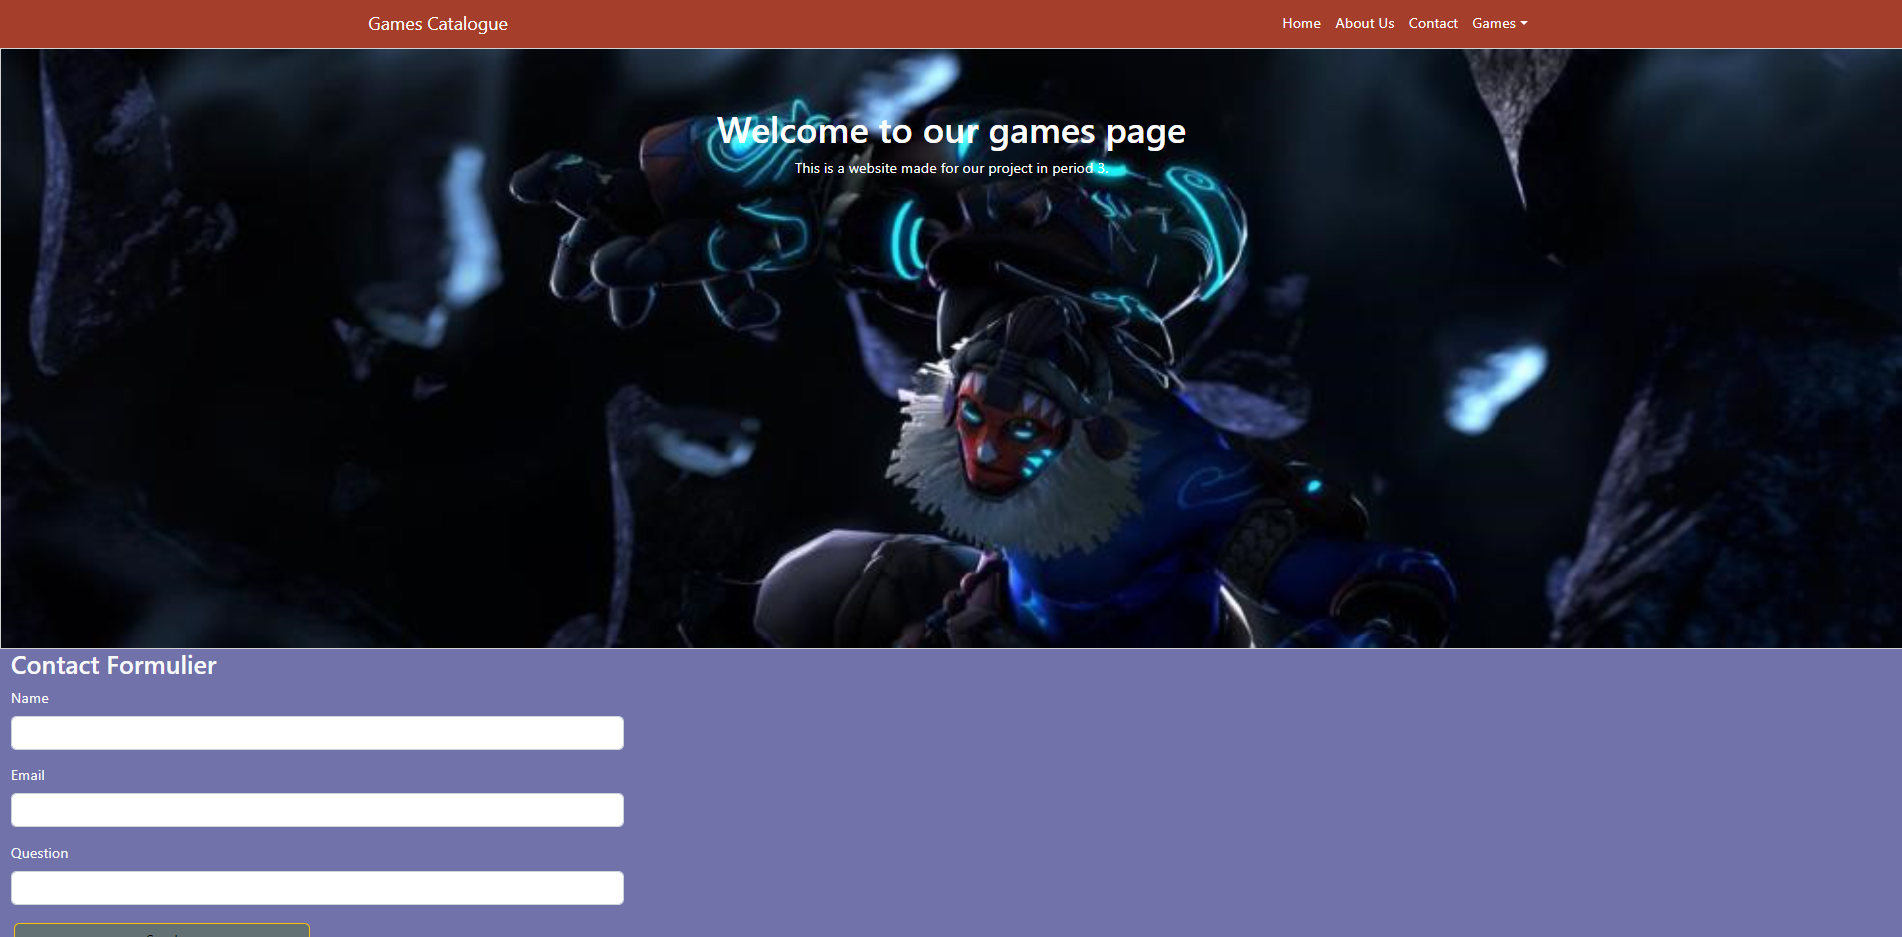 Games Catalogue
Home About Us Contact Games
Welcome to our games page
This is a website made for our project in period 3.
Contact Formulier
Name
Email
Question